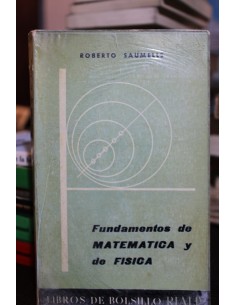 ROBERTO SAUMELLS
Fundamentos de
MATEMATICA y
de FISICA
LIBROS DE BOLSILLO RIALP